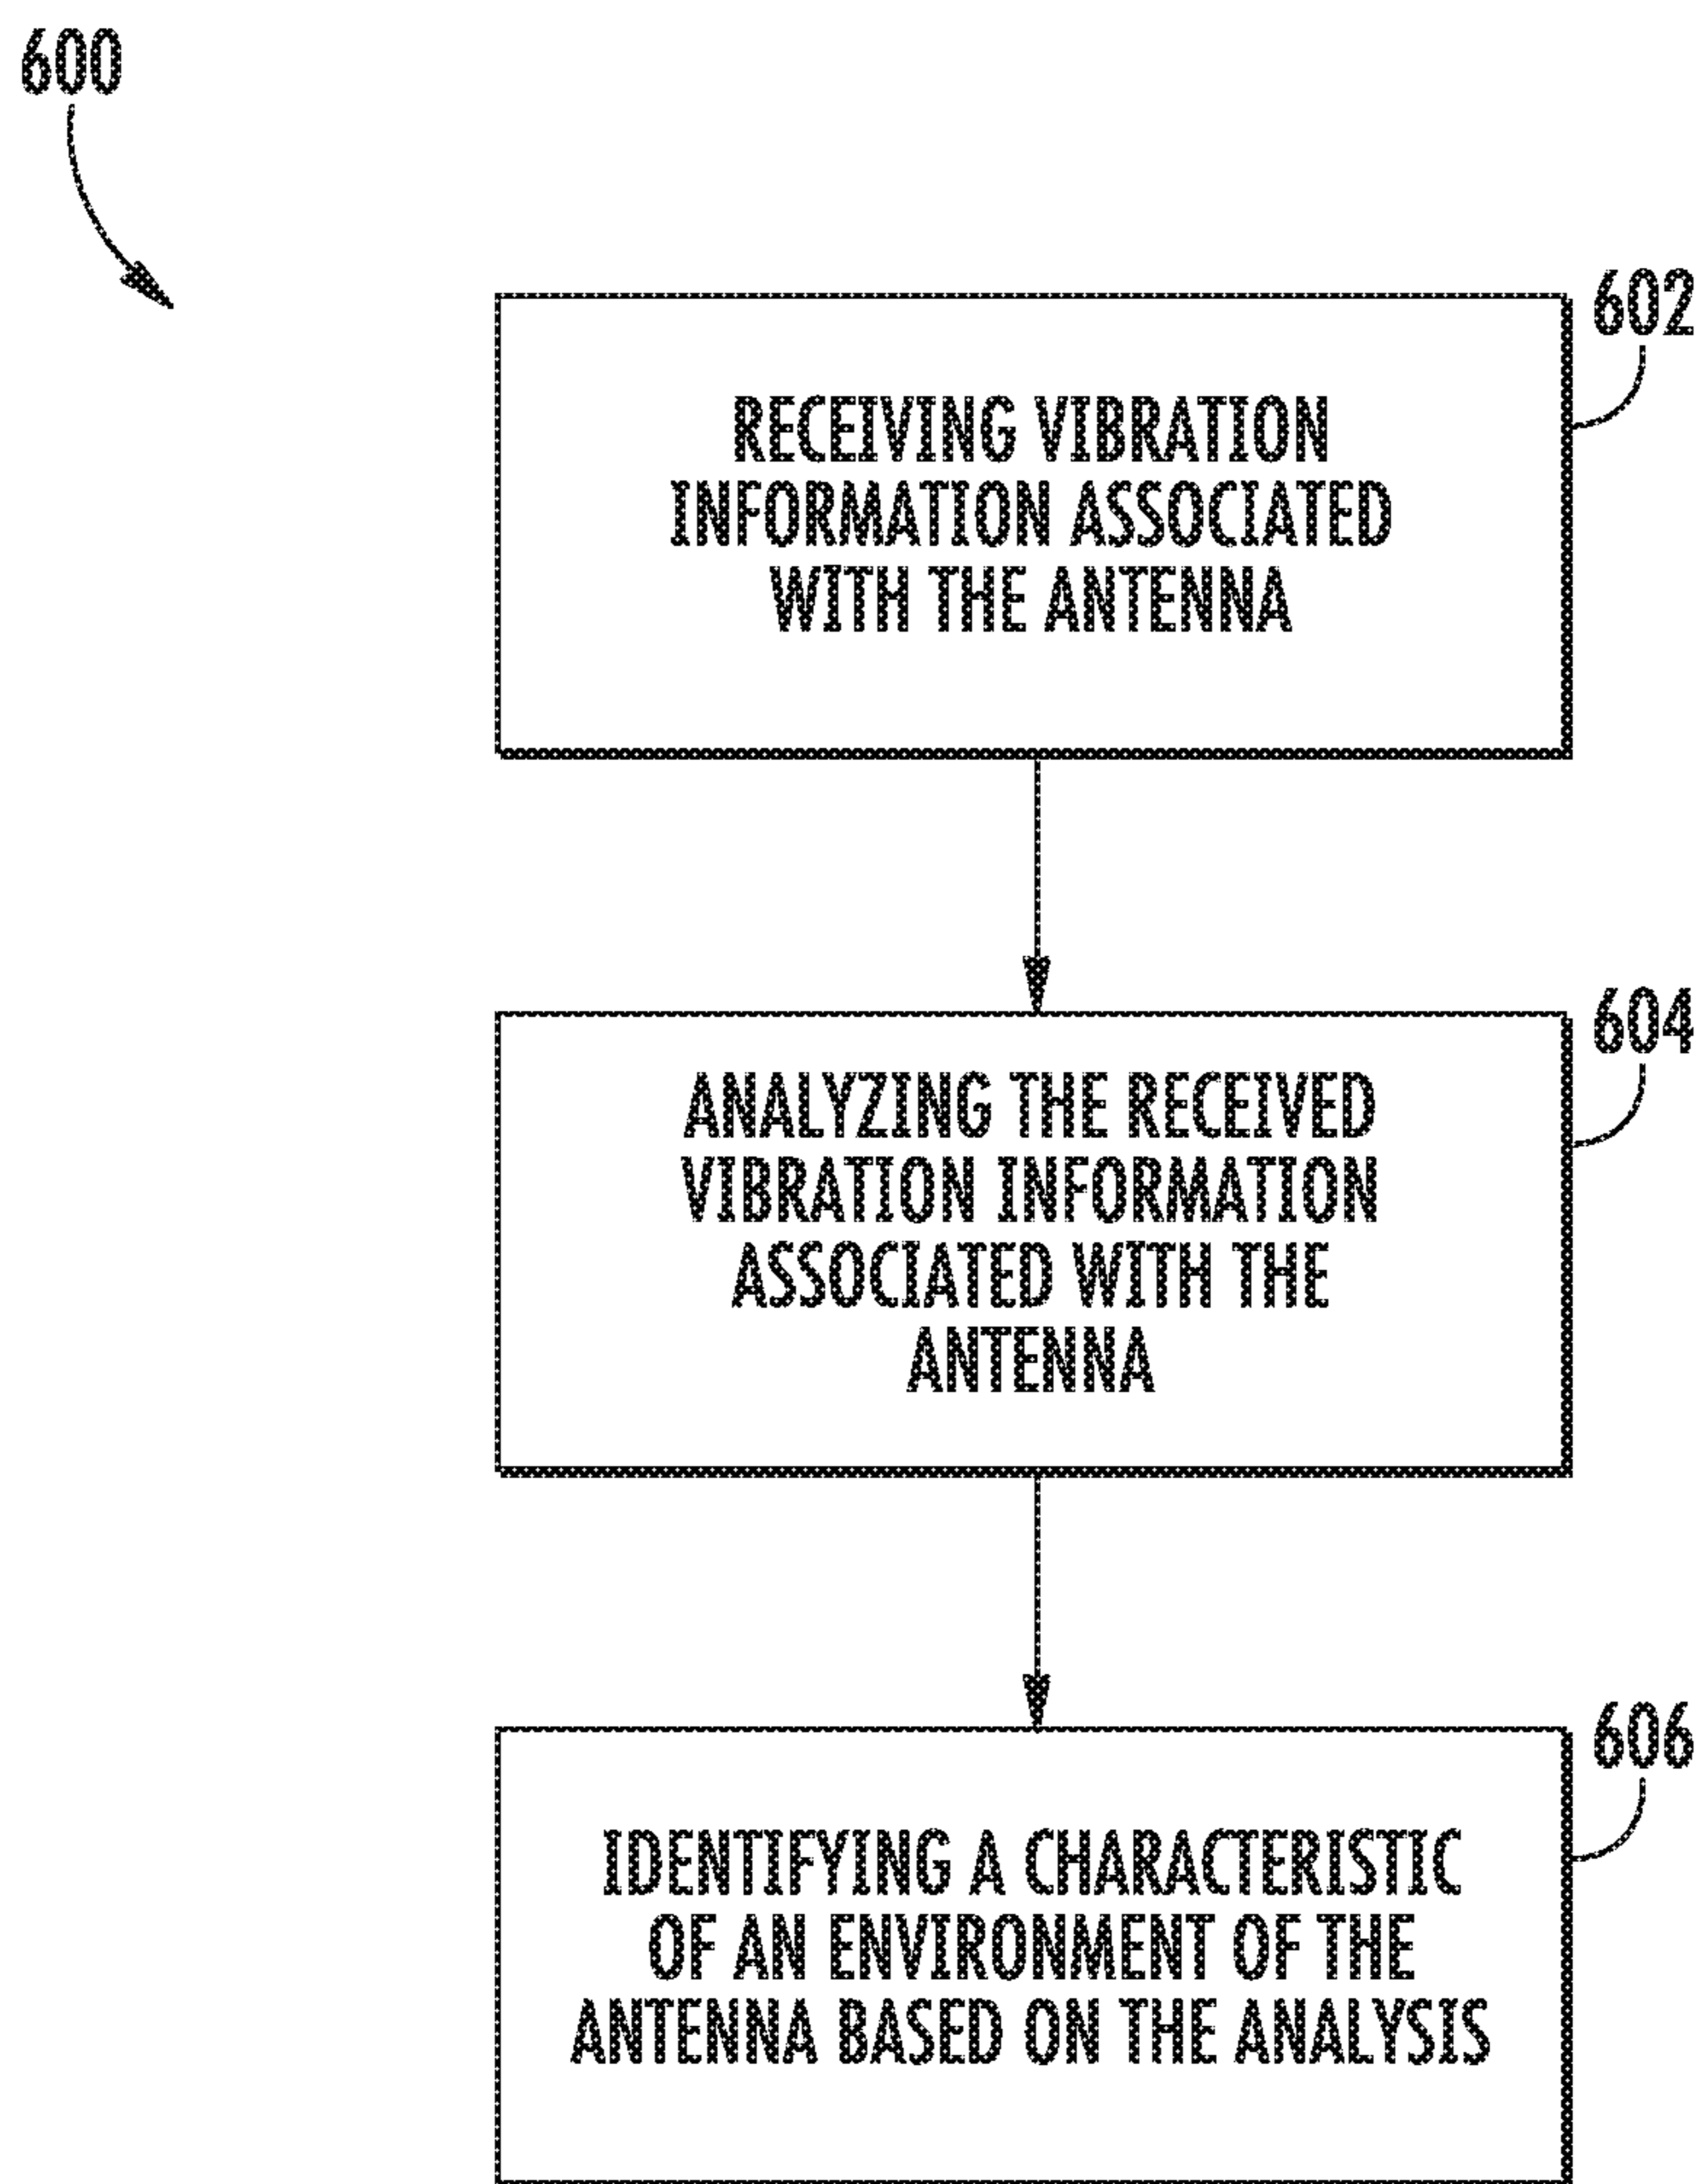 600
602
RECEIVING VIBRATION
INFORMATION ASSOCIATED
WITH THE ANTENNA
604
ANALYZING THE RECEIVED
VIBRATION INFORMATION
ASSOCIATED WITH THE
ANTENNA
606
IDENTIFYING A CHARACTERISTIC
OF AN ENVIRONMENT OF THE
ANTENNA BASED ON THE ANALYSIS